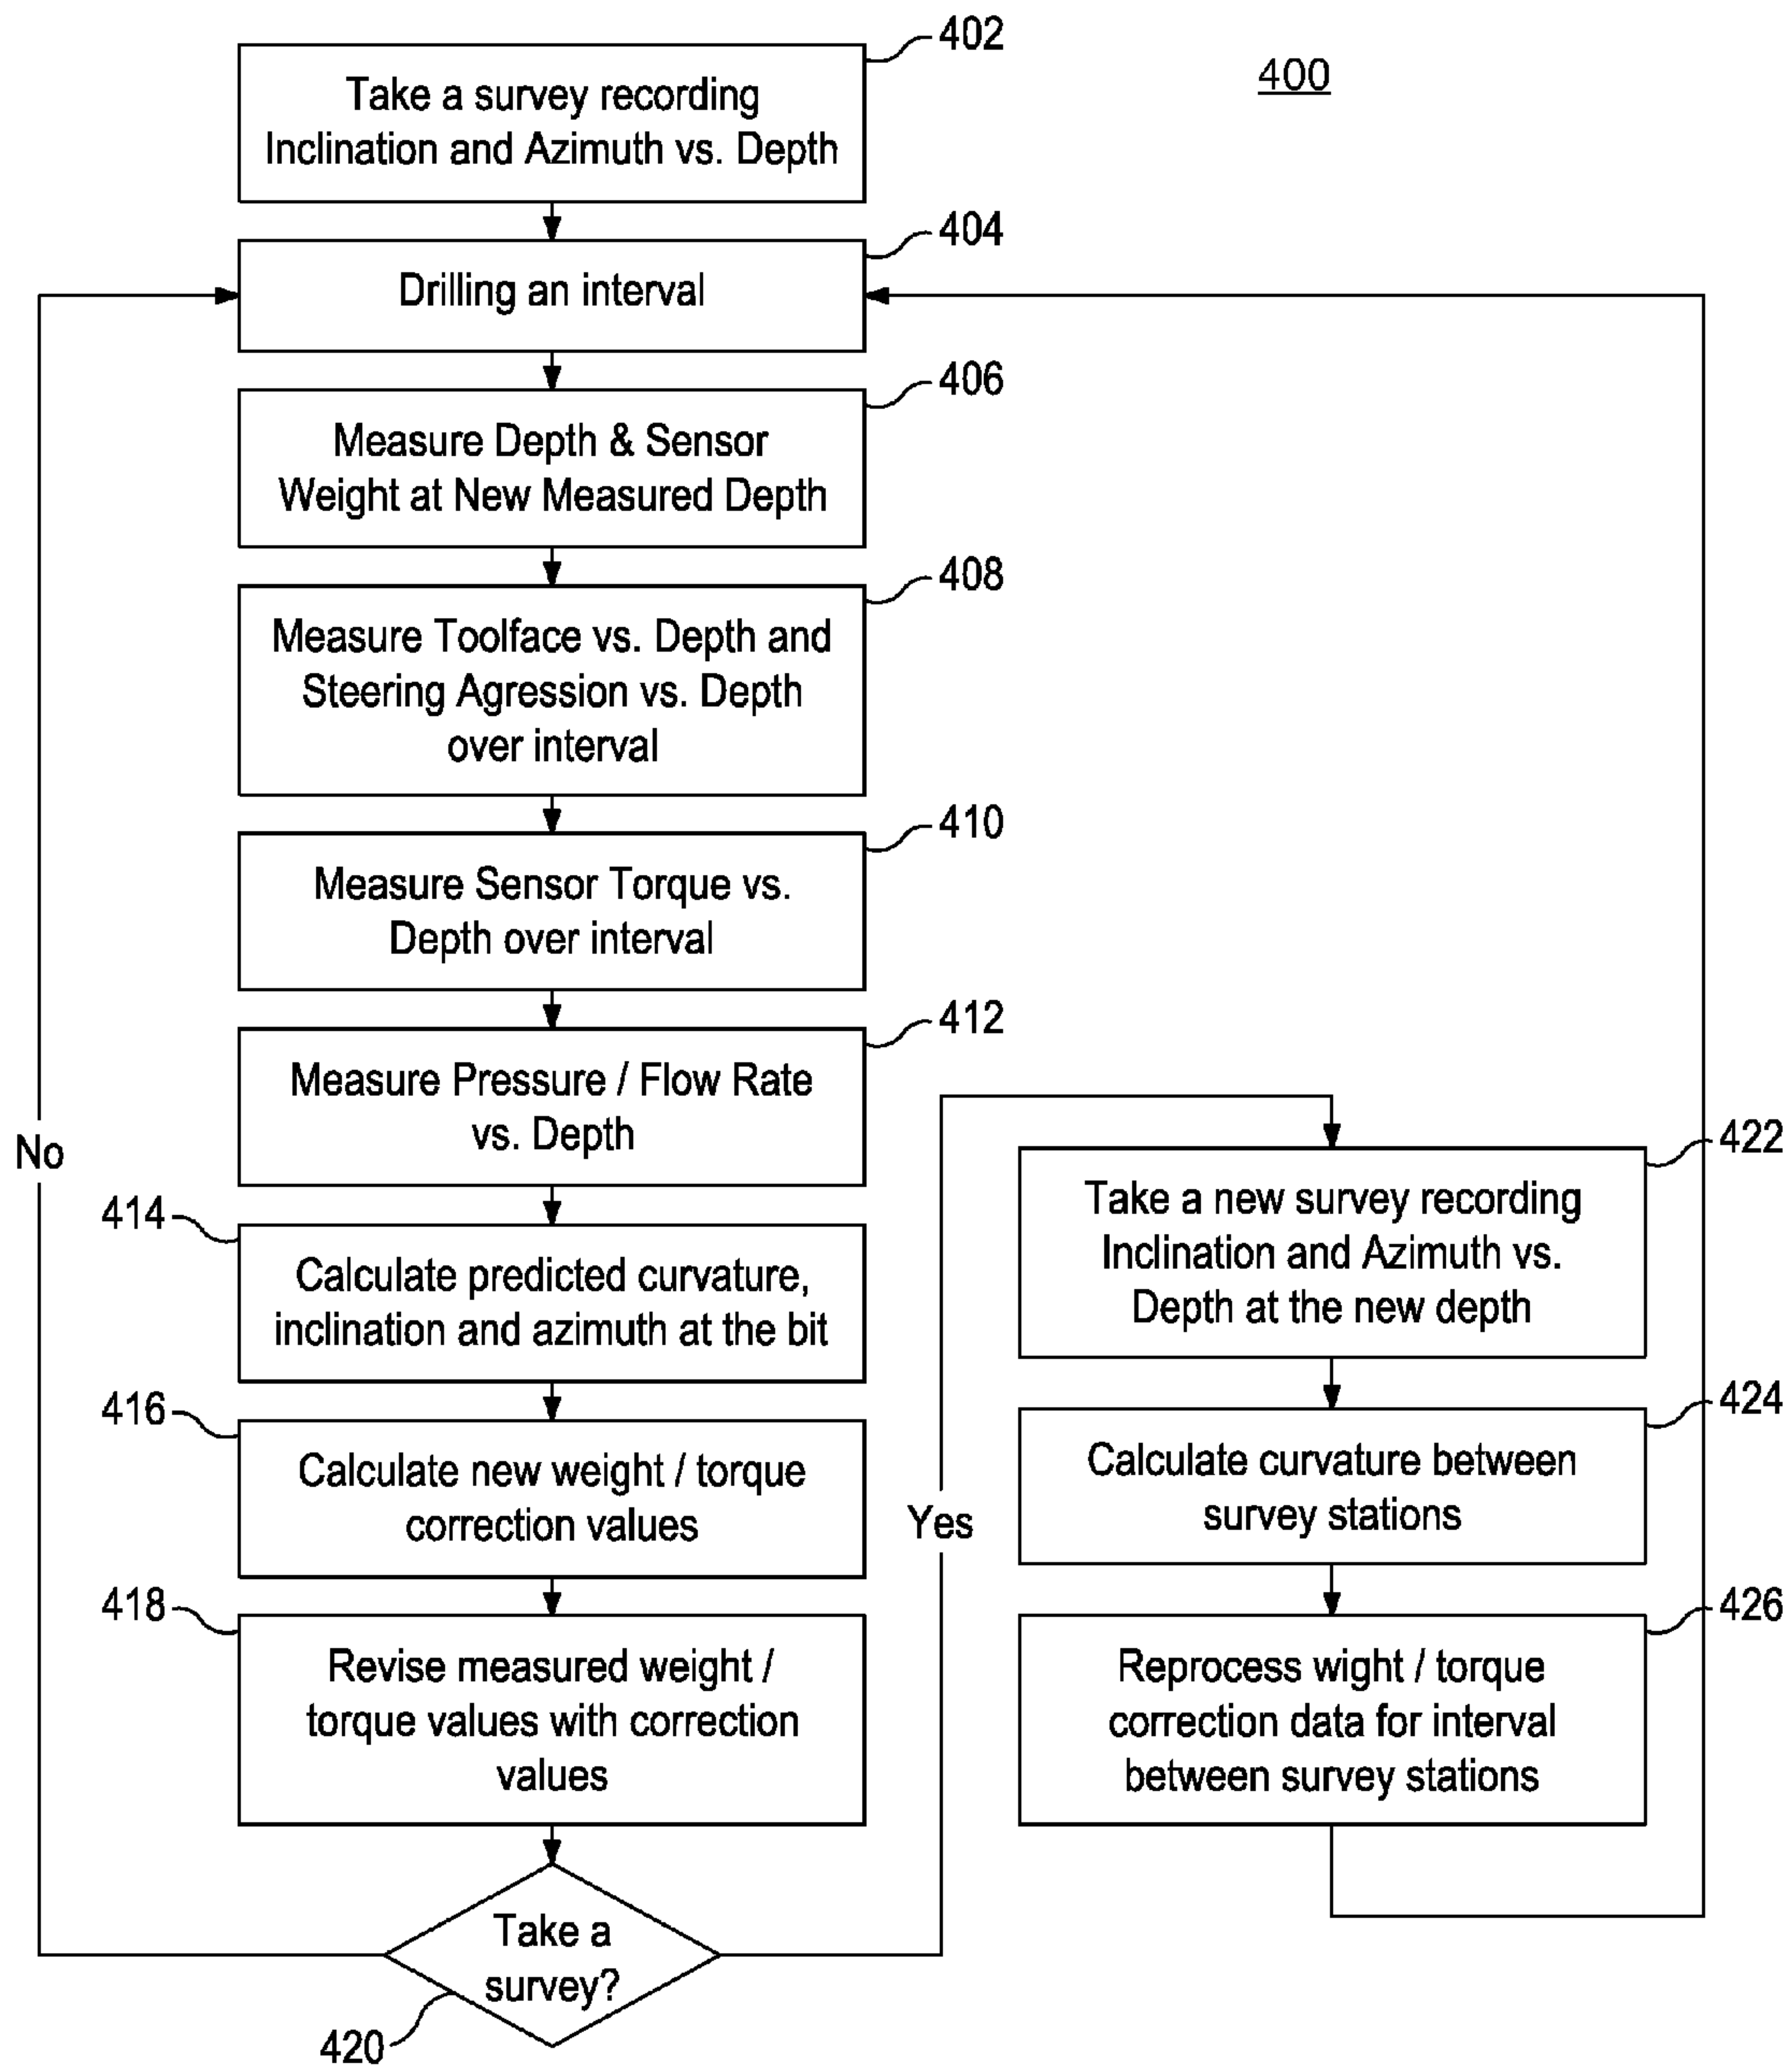 402
400
Take a survey recording
Inclination and Azimuth vs. Depth
404
Drilling an interval
406
Measure Depth & Sensor
Weight at New Measured Depth
408
Measure Toolface vs. Depth and
Steering Agression vs. Depth
over interval
410
Measure Sensor Torque vs.
Depth over interval
412
Measure Pressure / Flow Rate
vs. Depth
No
414
Calculate predicted curvature,
inclination and azimuth at the bit
416
Calculate new weight / torque
correction values
418
Revise measured weight /
torque values with correction
values
Take a
survey?
420
Yes
422
Take a new survey recording
Inclination and Azimuth vs.
Depth at the new depth
424
Calculate curvature between
survey stations
426
Reprocess wight / torque
correction data for interval
between survey stations